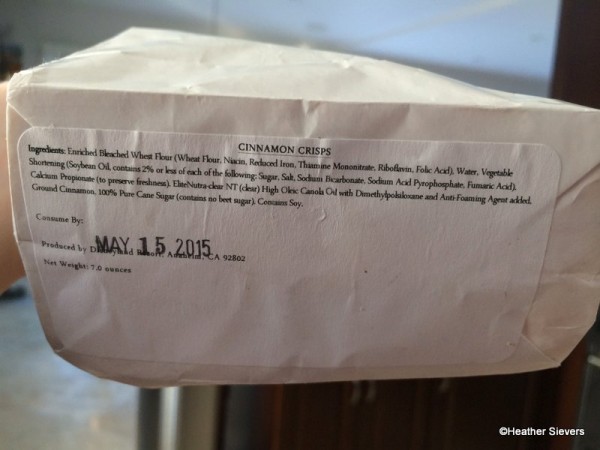 CINNAMON CRISPS
Ingredients: Enriched Bleached Wheat Flour (Wheat Flour, Niacin, Reduced Iron, Thiamine Mononitrate, Riboflavin, Folic Acid), Water, Vegetable
Shortening (Soybean Oil, contains 2% or less of each of the following: Sugar, Salt, Sodium Bicarbonate, Sodium Acid Pyrophosphate, Fumaric Acid),
Calcium Propionate (to preserve freshness), EliteNutra-clear NT (clear) High Oleic Canola Oil with Dimethylpolsiloxane and Anti-Foaming Agent added,
Ground Cinnamon, 100% Pure Cane Sugar (contains no beet sugar), Contains Soy.
Consume By:
MAY 15 2015
Produced by Disneyland Resort, Anaheim, CA 92802
Net Weight: 7.0 ounces
©Heather Sievers